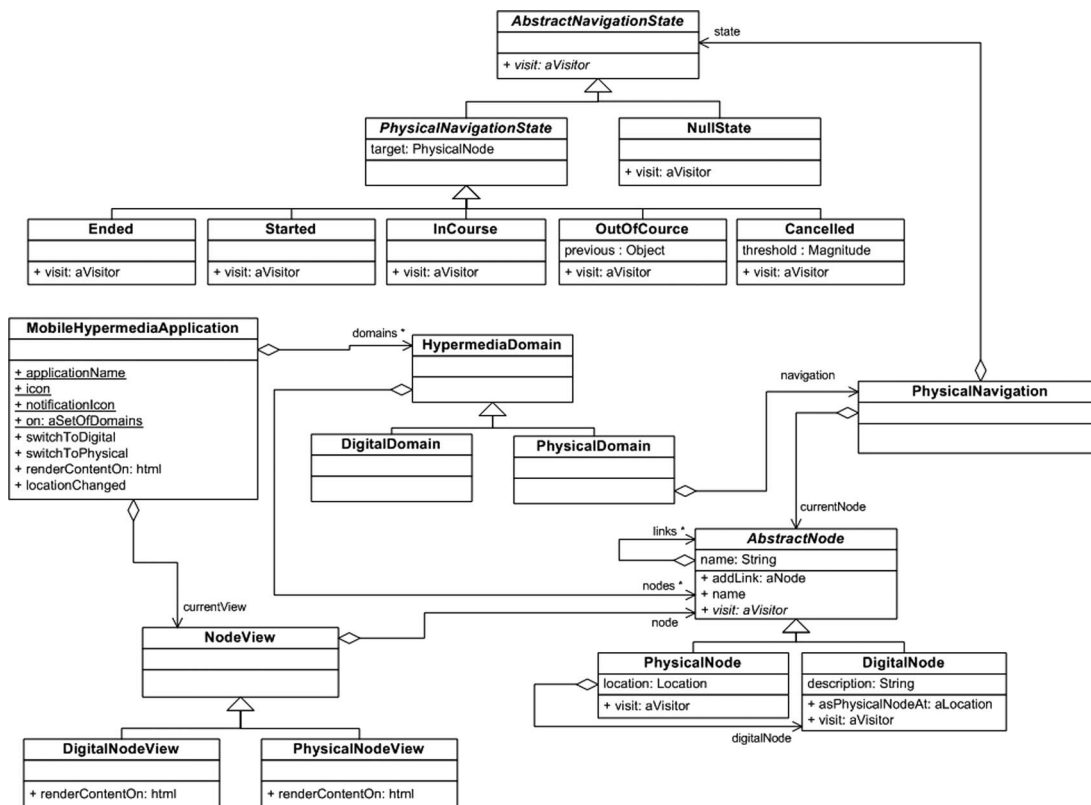 AbstractNavigationState
+ visit: aVisitor
state
PhysicalNavigationState
target: PhysicalNode
NullState
+ visit: aVisitor
Ended
+ visit: aVisitor
Started
+ visit: aVisitor
InCourse
+ visit: aVisitor
OutOfCource
previous : Object
+ visit: aVisitor
Cancelled
threshold : Magnitude
+ visit: aVisitor
MobileHypermediaApplication
+ applicationName
+ icon
+ notificationIcon
+ on: aSetOfDomains
+ switchToDigital
+ switchToPhysical
+ renderContentOn: html
+ locationChanged
domains *
HypermediaDomain
DigitalDomain
PhysicalDomain
navigation
PhysicalNavigation
currentNode
links *
AbstractNode
name: String
+ addLink: aNode
+ name
+ visit: aVisitor
nodes *
node
currentView
NodeView
PhysicalNode
location: Location
+ visit: aVisitor
DigitalNode
description: String
+ asPhysicalNodeAt: aLocation
+ visit: aVisitor
digitalNode
DigitalNodeView
+ renderContentOn: html
PhysicalNodeView
+ renderContentOn: html